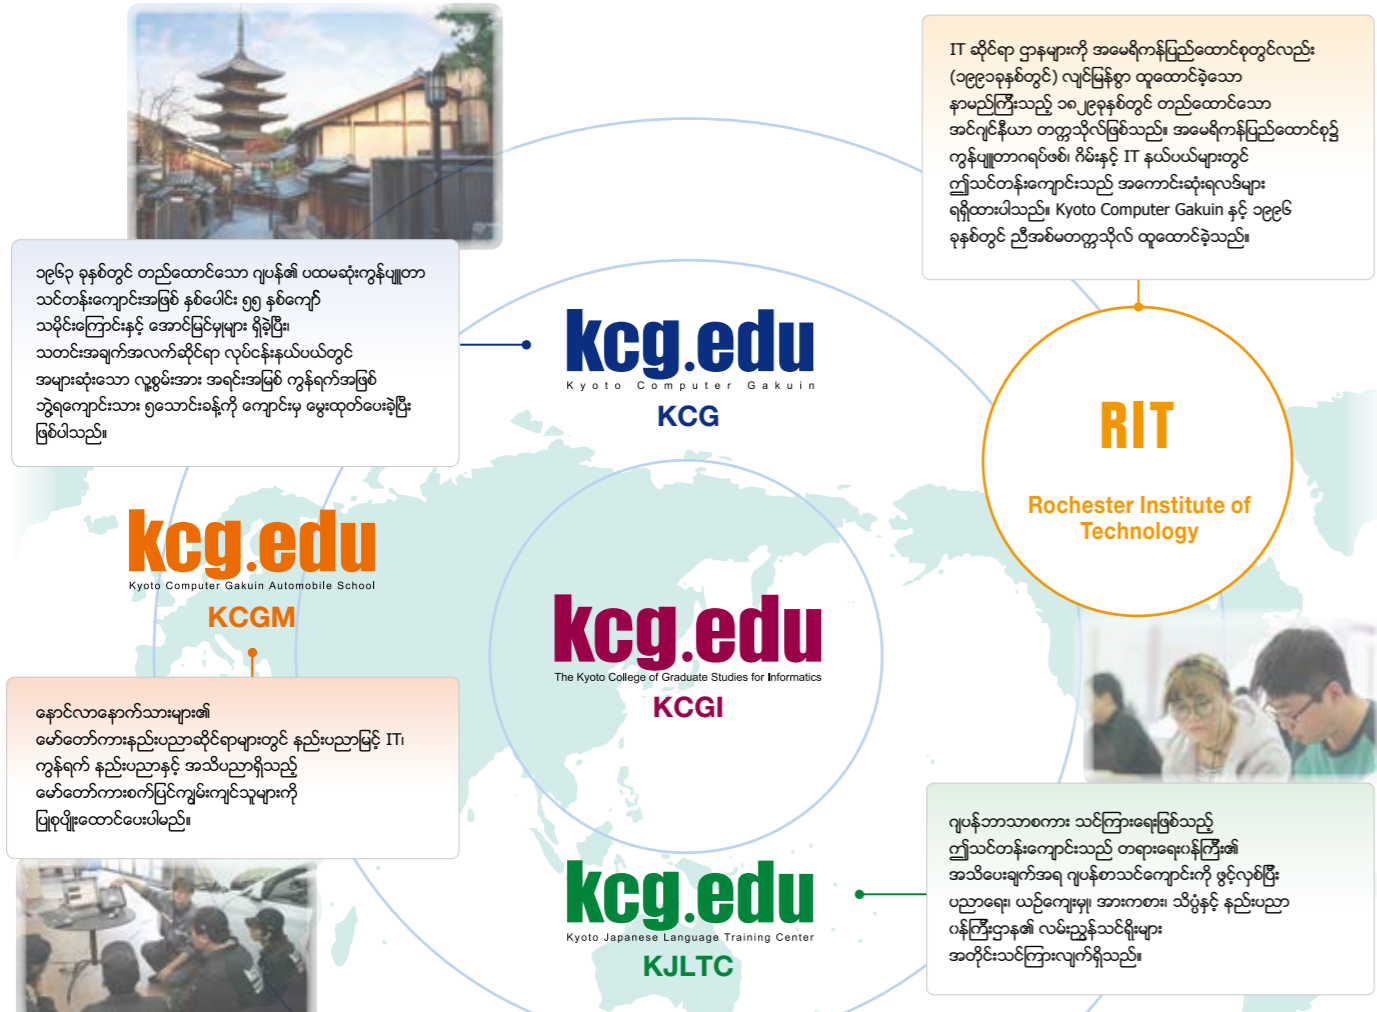 IT ဆိုင်ရာ ဌာနများကို အမေရိကန်ပြည်ထောင်စုတွင်လည်း
(၁၉၉၁ခုနှစ်တွင်) လျင်မြန်စွာ ထူထောင်ခဲ့သော
နာမည်ကြီးသည့် ၁၈၂၉ခုနှစ်တွင် တည်ထောင်သော
အင်ဂျင်နီယာ တက္ကသိုလ်ဖြစ်သည်။ အမေရိကန်ပြည်ထောင်စု၌
ကွန်ပျူတာဂရပ်ဖစ်၊ ဂိမ်းနှင့် IT နယ်ပယ်များတွင်
ဤသင်တန်းကျောင်းသည် အကောင်းဆုံးရလဒ်များ
ရရှိထားပါသည်။ Kyoto Computer Gakuin နှင့် ၁၉၉၆
ခုနှစ်တွင် ညီအစ်မတက္ကသိုလ် ထူထောင်ခဲ့သည်။
၁၉၆၃ ခုနှစ်တွင် တည်ထောင်သော ဂျပန်၏ ပထမဆုံးကွန်ပျူတာ
သင်တန်းကျောင်းအဖြစ် နှစ်ပေါင်း ၅၅ နှစ်ကျော်
သမိုင်းကြောင်းနှင့် အောင်မြင်မှုများ ရှိခဲ့ပြီး၊
သတင်းအချက်အလက်ဆိုင်ရာ လုပ်ငန်းနယ်ပယ်တွင်
အများဆုံးသော လူ့စွမ်းအား အရင်းအမြစ် ကွန်ရက်အဖြစ်
ဘွဲ့ရကျောင်းသား ၅သောင်းခန့်ကို ကျောင်းမှ မွေးထုတ်ပေးခဲ့ပြီး
ဖြစ်ပါသည်။
kcg.edu
Kyoto Computer Gakuin
KCG
RIT
Rochester Institute of
Technology
kcg.edu
Kyoto Computer Gakuin Automobile School
KCGM
kcg.edu
The Kyoto College of Graduate Studies for Informatics
KCGI
နောင်လာနောက်သားများ၏
မော်တော်ကားနည်းပညာဆိုင်ရာများတွင် နည်းပညာမြင့် IT၊
ကွန်ရက် နည်းပညာနှင့် အသိပညာရှိသည့်
မော်တော်ကားစက်ပြင်ကျွမ်းကျင်သူများကို
ပြုစုပျိုးထောင်ပေးပါမည်။
kcg.edu
Kyoto Japanese Language Training Center
KJLTC
ဂျပန်ဘာသာစကား သင်ကြားရေးဖြစ်သည့်
ဤသင်တန်းကျောင်းသည် တရားရေးဝန်ကြီး၏
အသိပေးချက်အရ ဂျပန်စာသင်ကျောင်းကို ဖွင့်လှစ်ပြီး
ပညာရေး၊ ယဉ်ကျေးမှု၊ အားကစား၊ သိပ္ပံနှင့် နည်းပညာ
ဝန်ကြီးဌာန၏ လမ်းညွှန်သင်ရိုးများ
အတိုင်းသင်ကြားလျက်ရှိသည်။